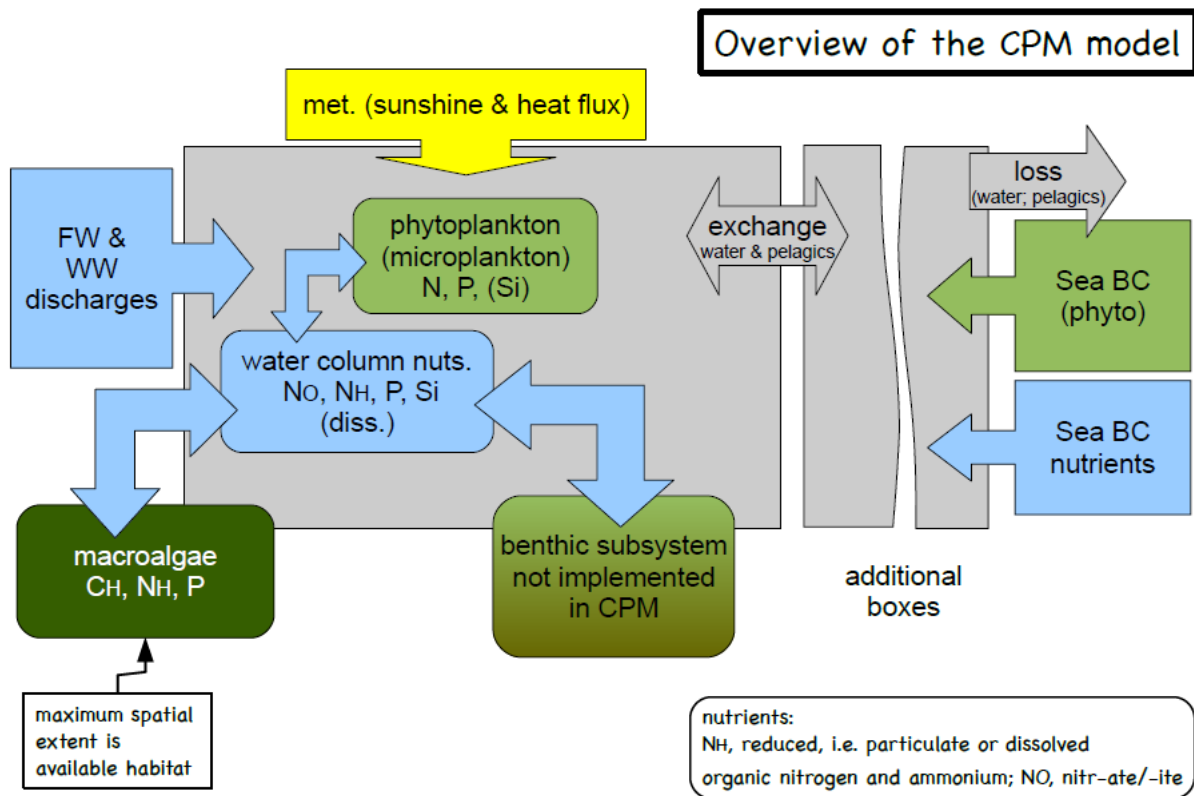 Overview of the CPM model
met. (sunshine & heat flux)
FW &
WW
discharges
phytoplankton
(microplankton)
N, P, (Si)
exchange
water & pelagics
loss
(water; pelagics)
Sea BC
(phyto)
water column nuts.
NO, NH, P, Si
(diss.)
Sea BC
nutrients
macroalgae
CH, NH, P
benthic subsystem
not implemented
in CPM
additional
boxes
maximum spatial
extent is
available habitat
nutrients:
NH, reduced, i.e. particulate or dissolved
organic nitrogen and ammonium; NO, nitr-ate/-ite